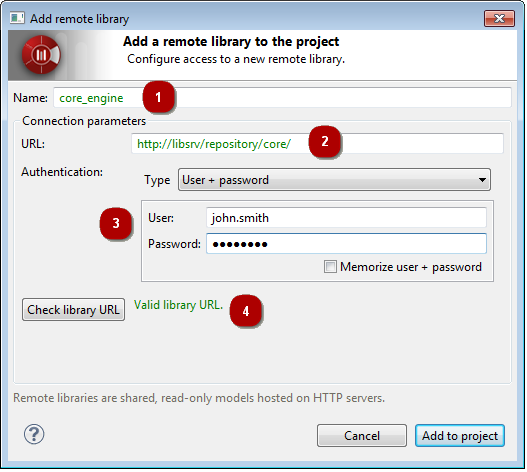 Add remote library
Add a remote library to the project
Configure access to a new remote library.
Name: core_engine 1
Connection parameters
URL: http://libsrv/repository/core/ 2
Authentication: Type User + password
3
User: john.smith
Password: ●●●●●●●●
Memorize user + password
Check library URL Valid library URL. 4
Remote libraries are shared, read-only models hosted on HTTP servers.
? Cancel Add to project